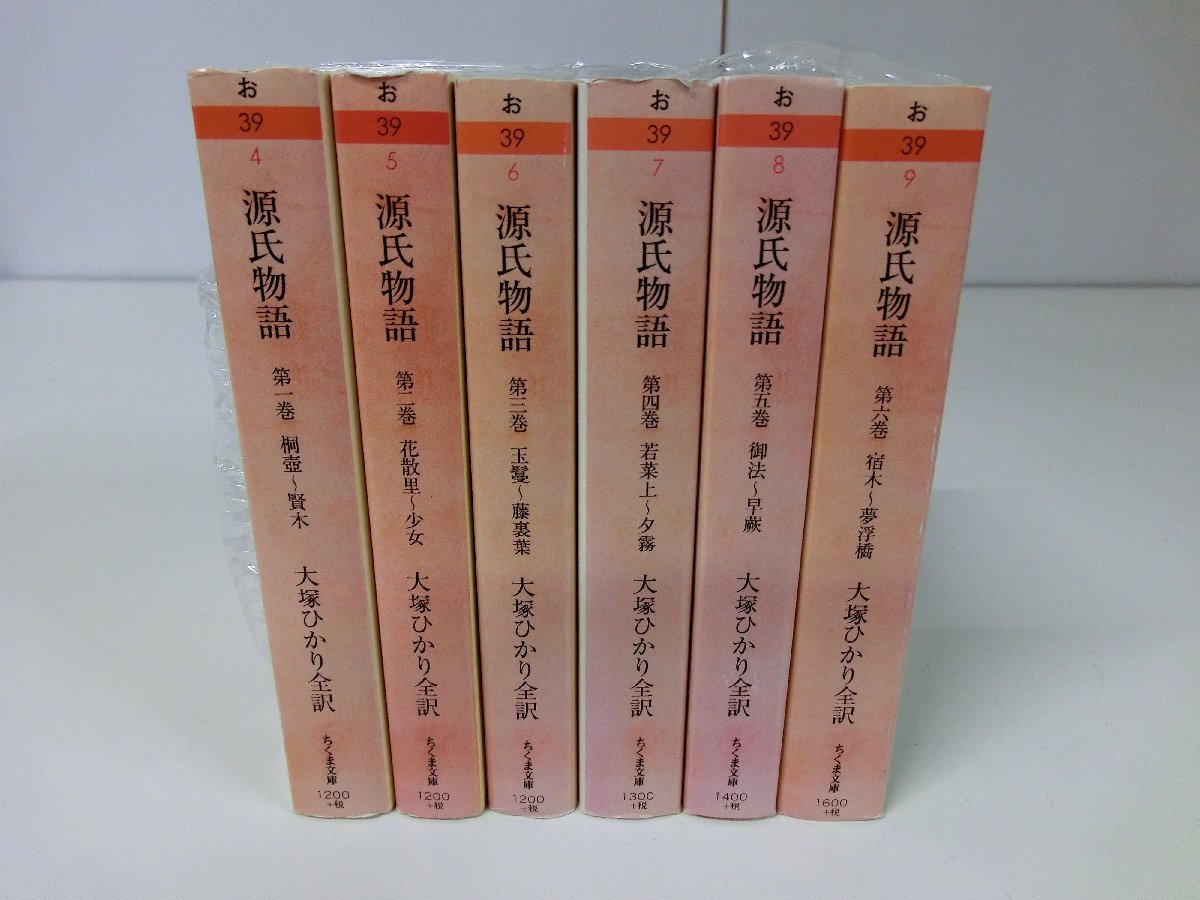 お
39
4
源氏物語
第一巻 桐壺〜賢木
大塚ひかり全訳
ちくま文庫
1200
+税
お
39
5
源氏物語
第二巻 花散里〜少女
大塚ひかり全訳
ちくま文庫
1200
+税
お
39
6
源氏物語
第三巻 玉鬘〜藤裏葉
大塚ひかり全訳
ちくま文庫
1200
+税
お
39
7
源氏物語
第四巻 若菜上〜夕霧
大塚ひかり全訳
ちくま文庫
1300
+税
お
39
8
源氏物語
第五巻 御法〜早蕨
大塚ひかり全訳
ちくま文庫
1400
+税
お
39
9
源氏物語
第六巻 宿木〜夢浮橋
大塚ひかり全訳
ちくま文庫
1600
+税